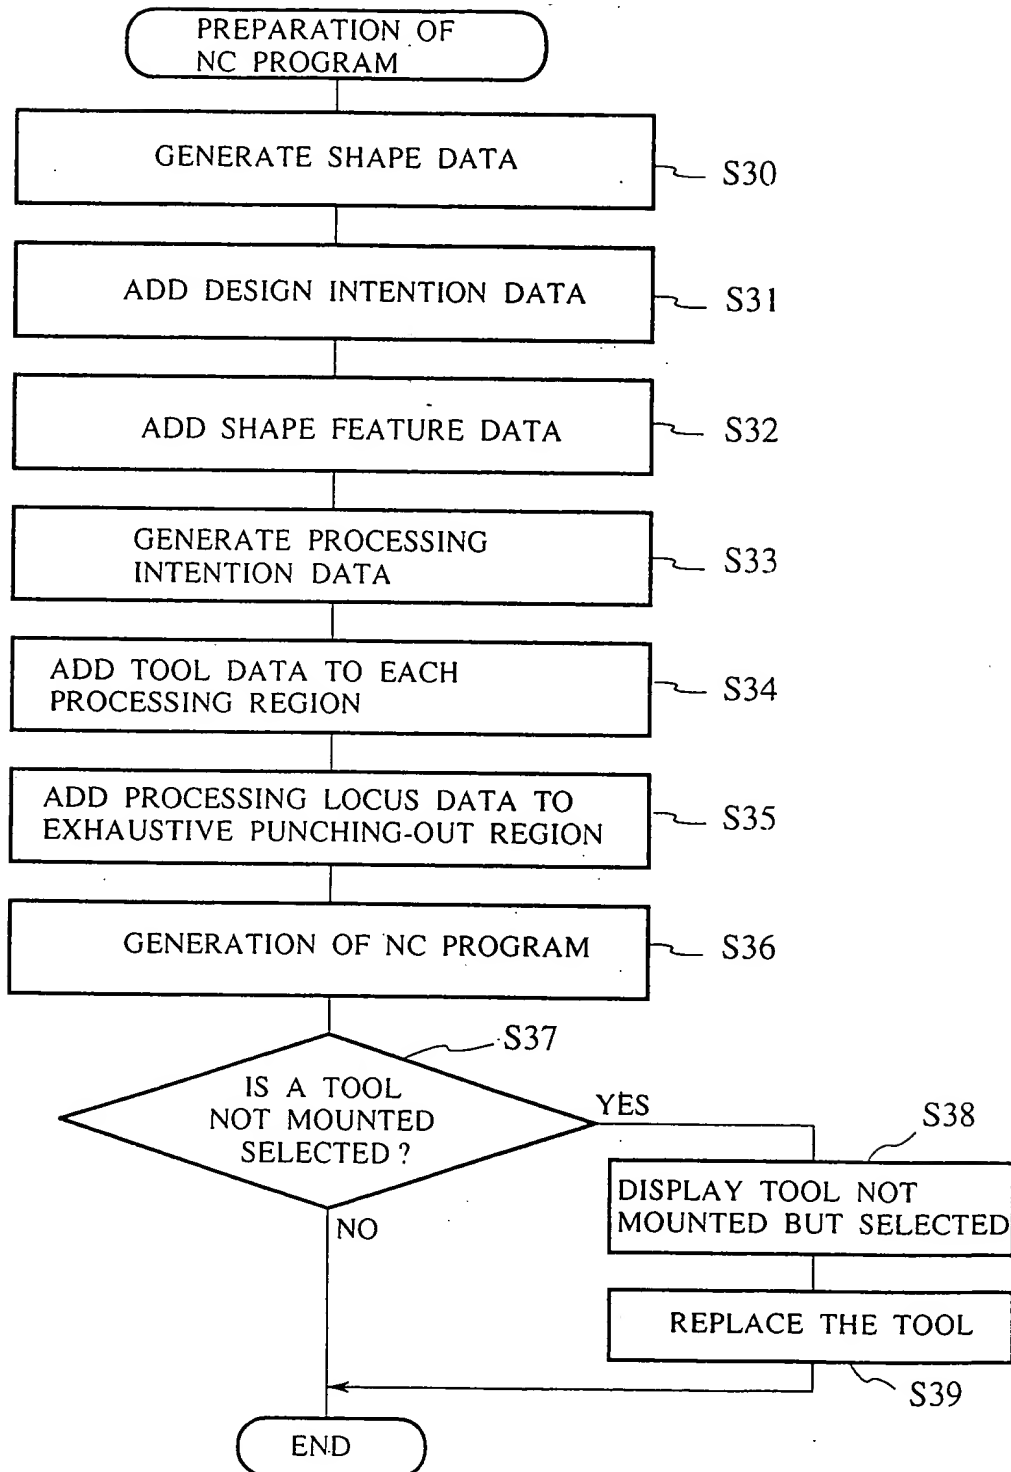 PREPARATION OF
NC PROGRAM
GENERATE SHAPE DATA
S30
ADD DESIGN INTENTION DATA
S31
ADD SHAPE FEATURE DATA
S32
GENERATE PROCESSING
INTENTION DATA
S33
ADD TOOL DATA TO EACH
PROCESSING REGION
S34
ADD PROCESSING LOCUS DATA TO
EXHAUSTIVE PUNCHING-OUT REGION
S35
GENERATION OF NC PROGRAM
S36
S37
IS A TOOL
NOT MOUNTED
SELECTED ?
YES
S38
DISPLAY TOOL NOT
MOUNTED BUT SELECTED
NO
REPLACE THE TOOL
S39
END